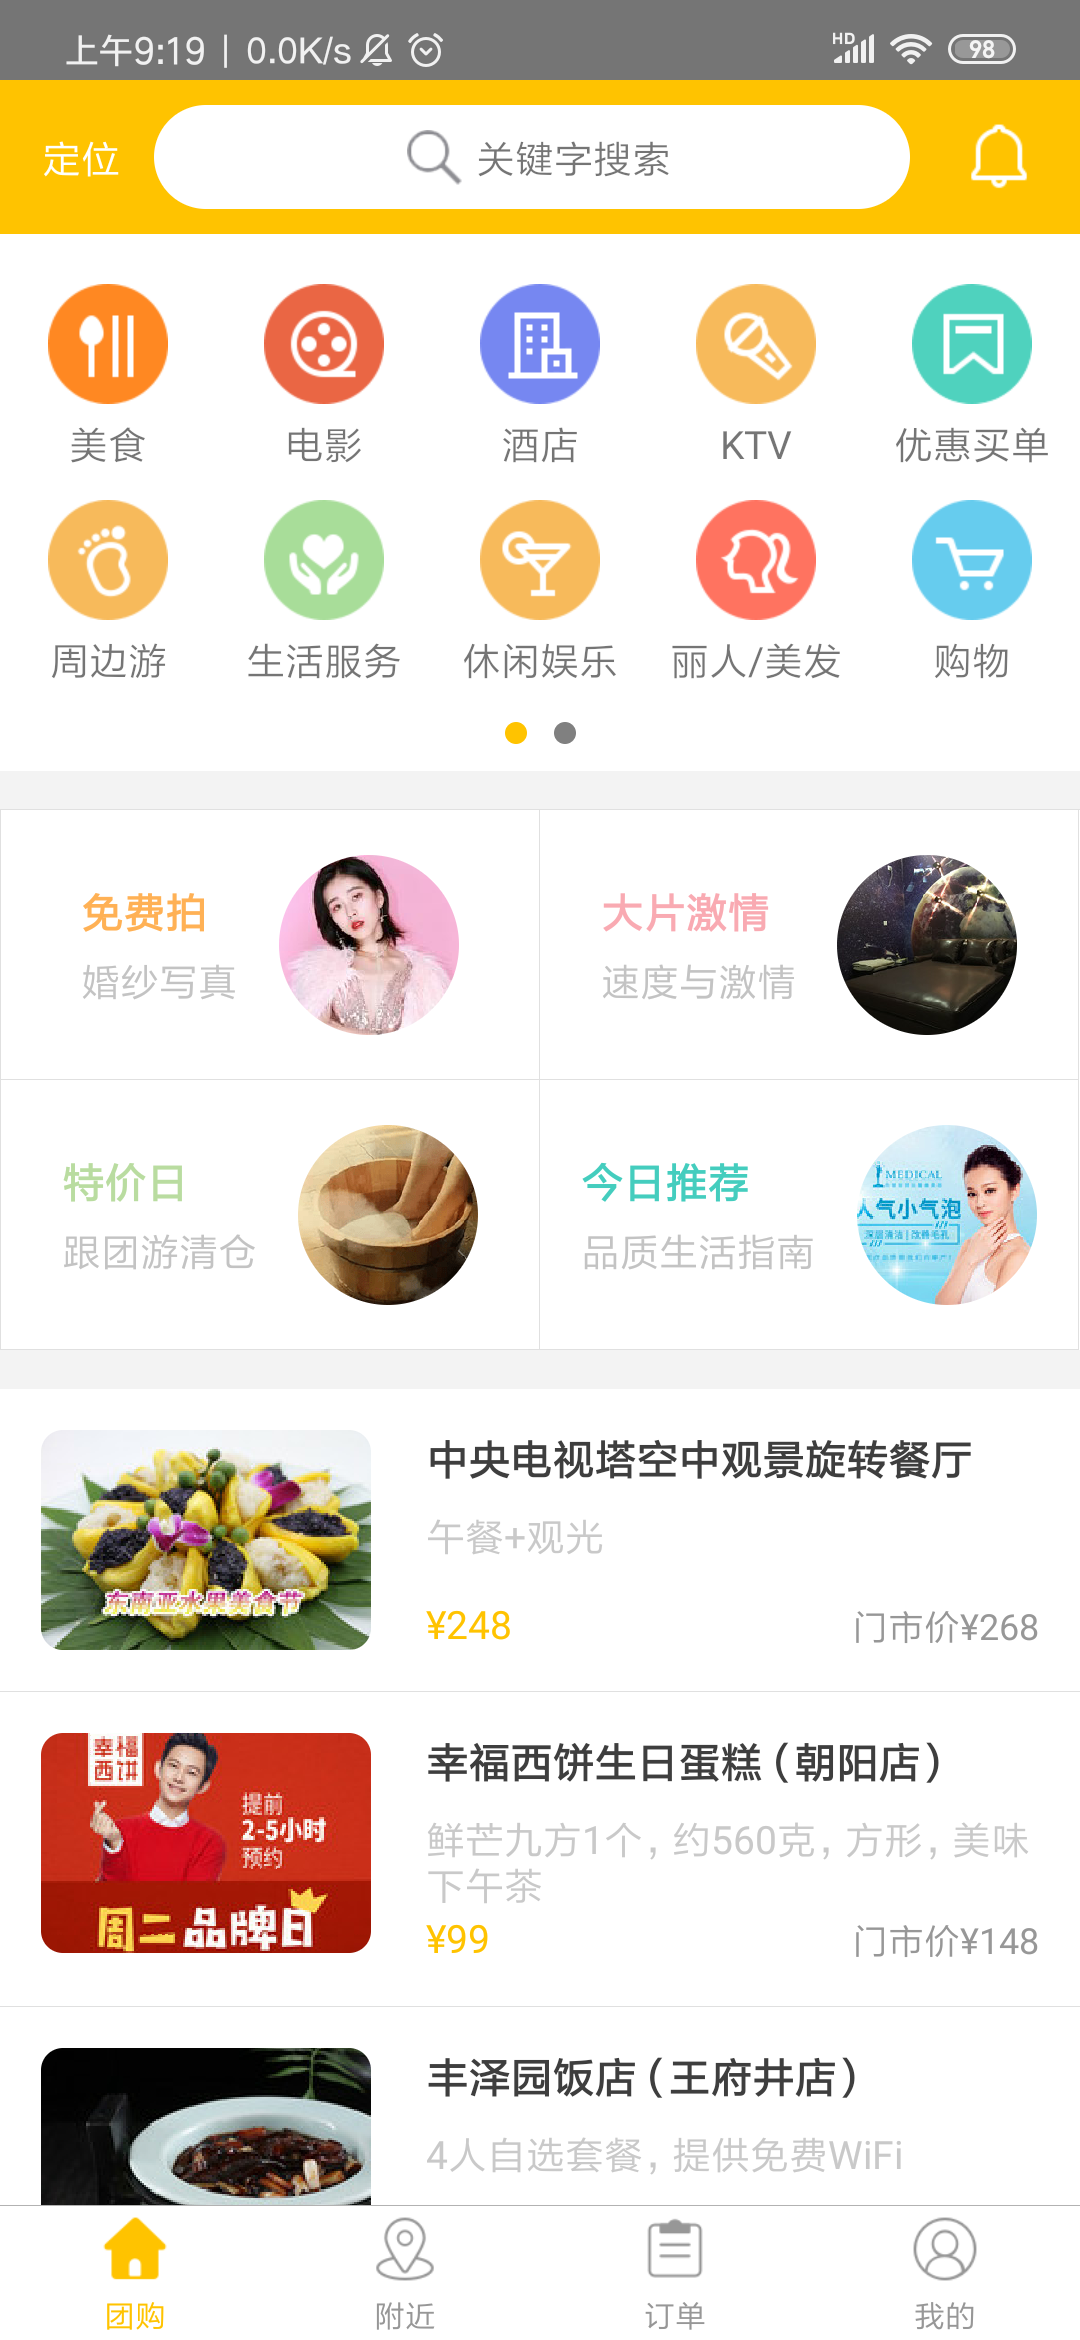 上午9:19 | 0.0K/s
HD
98
定位
关键字搜索
美食
电影
酒店
KTV
优惠买单
周边游
生活服务
休闲娱乐
丽人/美发
购物
免费拍
婚纱写真
大片激情
速度与激情
特价日
跟团游清仓
今日推荐
品质生活指南
MEDICAL
人气小气泡
深层清洁 | 改善毛孔
中央电视塔空中观景旋转餐厅
午餐+观光
¥248
门市价¥268
东南亚水果美食节
幸福西饼生日蛋糕（朝阳店）
鲜芒九方1个，约560克，方形，美味
下午茶
¥99
门市价¥148
幸福
西饼
提前
2-5小时
预约
周二品牌日
丰泽园饭店（王府井店）
4人自选套餐，提供免费WiFi
团购
附近
订单
我的